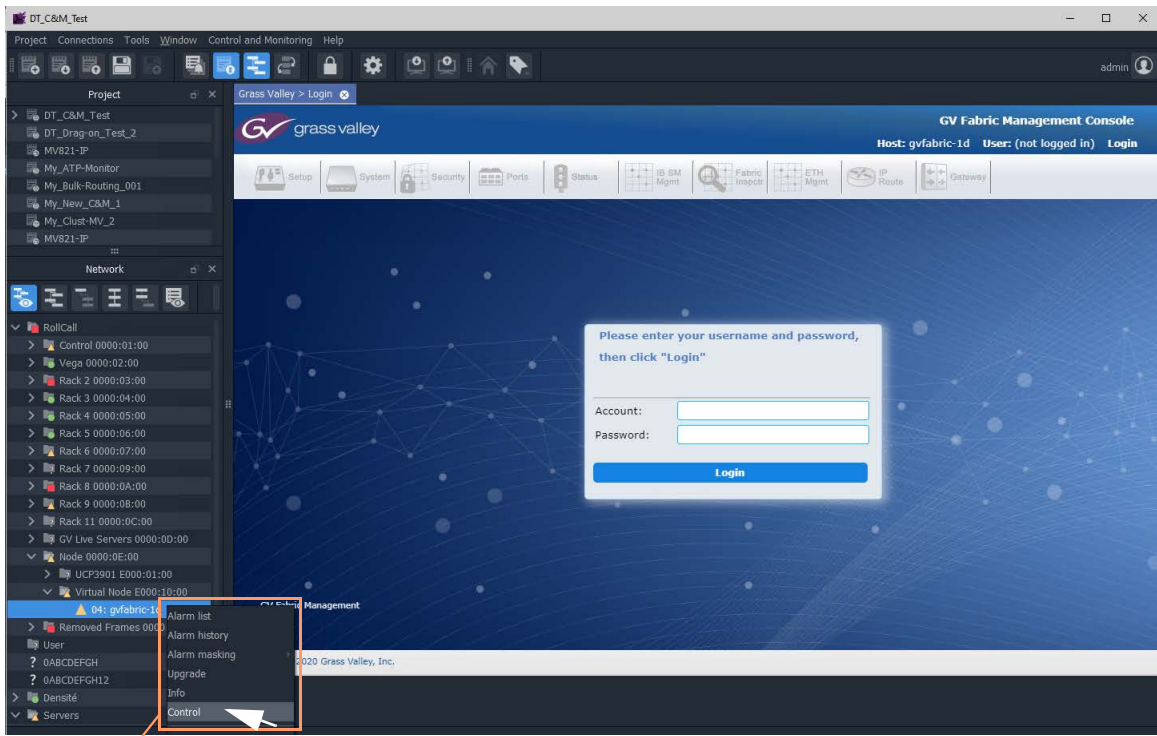 DT_C&M_Test
Project Connections Tools Window Control and Monitoring Help
admin
Project
DT_C&M_Test
DT_Drag-on_Test_2
MV821-IP
My_ATP-Monitor
My_Bulk-Routing_001
My_New_C&M_1
My_Clust-MV_2
MV821-IP
Network
RollCall
Control 0000:01:00
Vega 0000:02:00
Rack 2 0000:03:00
Rack 3 0000:04:00
Rack 4 0000:05:00
Rack 5 0000:06:00
Rack 6 0000:07:00
Rack 7 0000:09:00
Rack 8 0000:0A:00
Rack 9 0000:0B:00
Rack 11 0000:0C:00
GV Live Servers 0000:0D:00
Node 0000:0E:00
UCP3901 E000:01:00
Virtual Node E000:10:00
04: gvfabric-1d
Removed Frames 000
User
? 0ABCDEFGH
? 0ABCDEFGH12
Densité
Servers
Alarm list
Alarm history
Alarm masking
Upgrade
Info
Control
Grass Valley > Login
GV grass valley
GV Fabric Management Console
Host: gvfabric-1d User: (not logged in) Login
Setup
System
Security
Ports
Status
IB SM
Mgmt
Fabric
Inspctr
ETH
Mgmt
IP
Route
Gateway
Please enter your username and password,
then click "Login"
Account:
Password:
Login
GV Fabric Management
2020 Grass Valley, Inc.